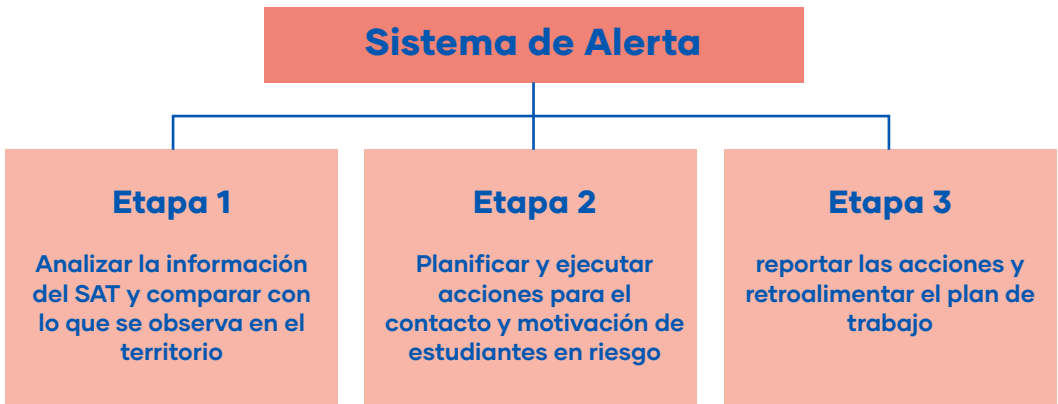 Sistema de Alerta
Etapa 1
Analizar la información
del SAT y comparar con
lo que se observa en el
territorio
Etapa 2
Planificar y ejecutar
acciones para el
contacto y motivación de
estudiantes en riesgo
Etapa 3
reportar las acciones y
retroalimentar el plan de
trabajo